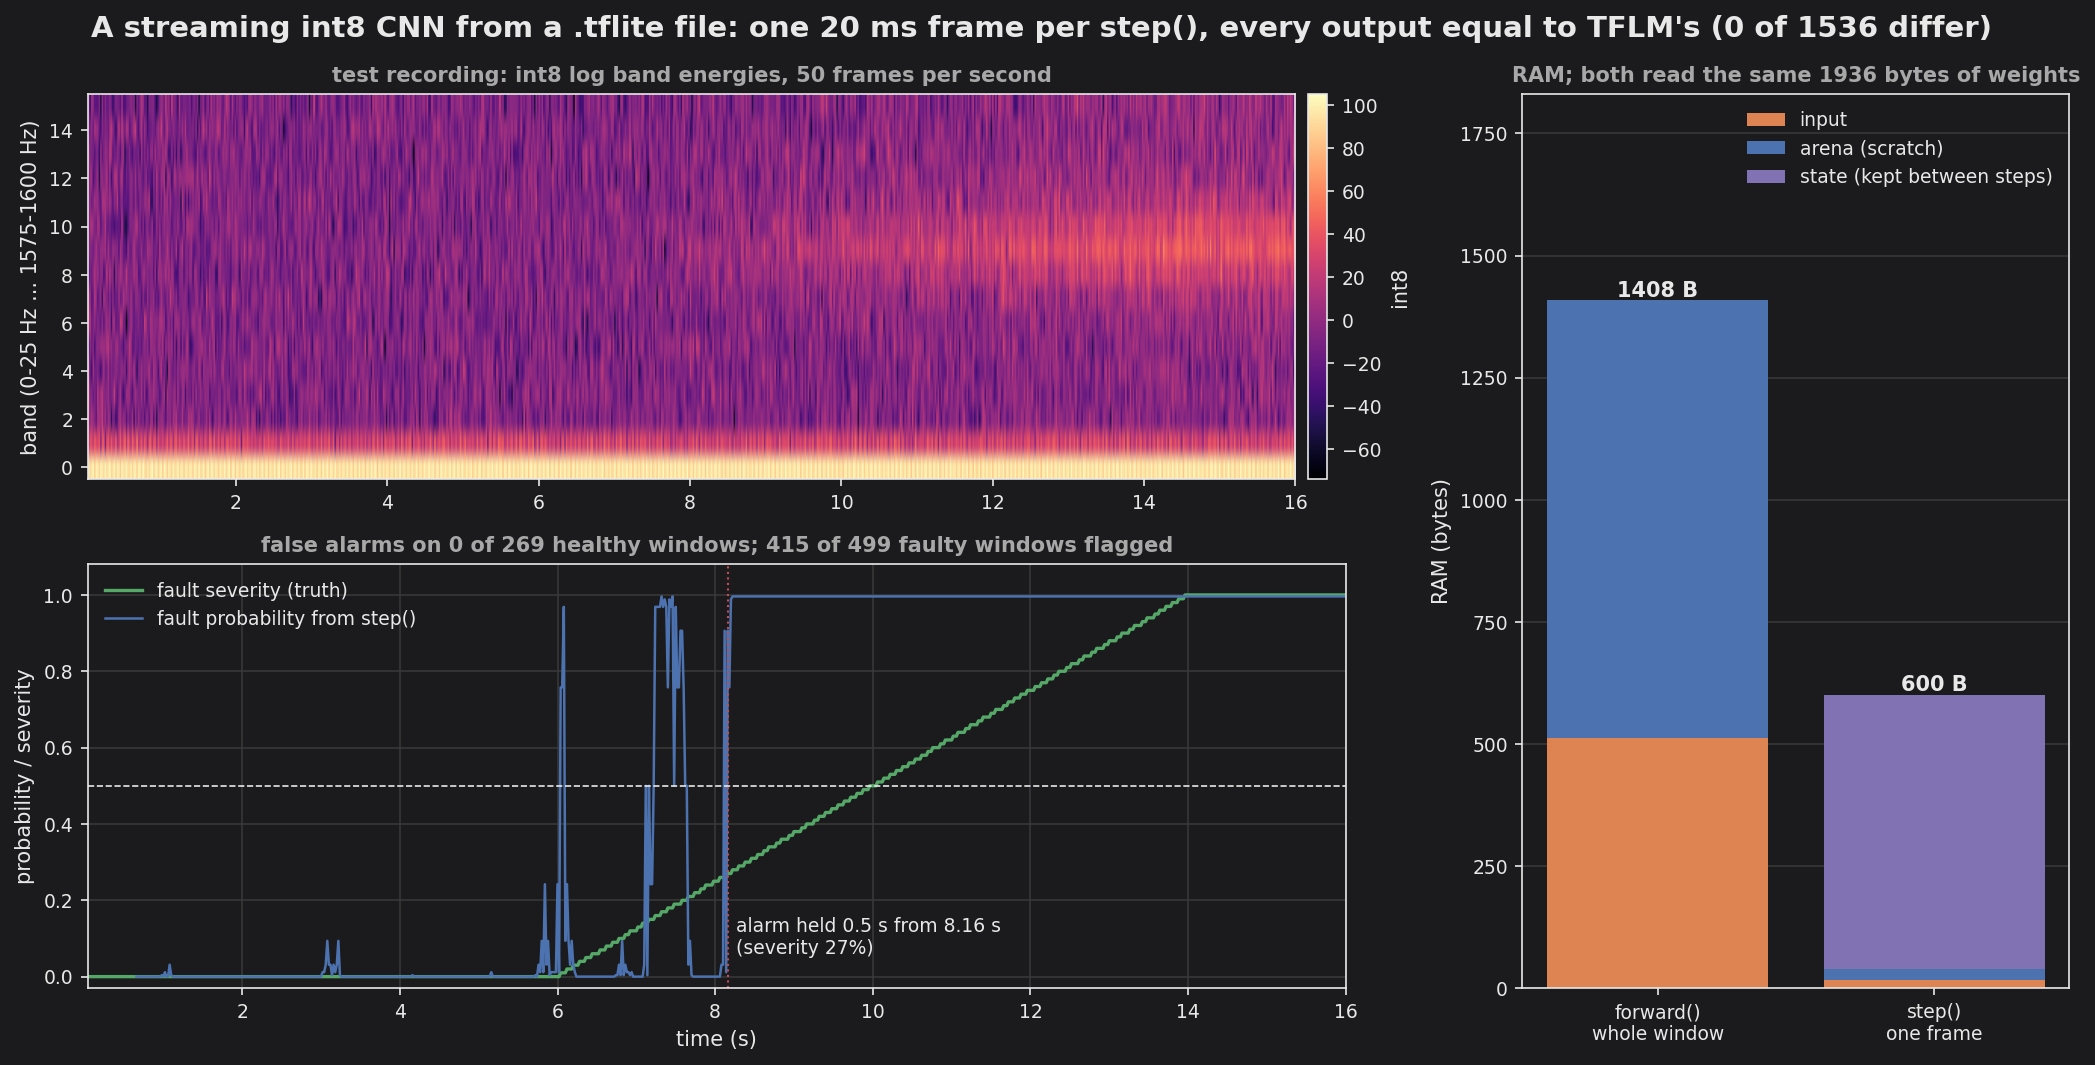 A streaming int8 CNN from a .tflite file: one 20 ms frame per step(), every output equal to TFLM's (0 of 1536 differ)
test recording: int8 log band energies, 50 frames per second
band (0-25 Hz ... 1575-1600 Hz)
14
12
10
8
6
4
2
0
2
4
6
8
10
12
14
16
100
80
60
40
20
0
−20
−40
−60
int8
false alarms on 0 of 269 healthy windows; 415 of 499 faulty windows flagged
probability / severity
1.0
0.8
0.6
0.4
0.2
0.0
fault severity (truth)
fault probability from step()
alarm held 0.5 s from 8.16 s
(severity 27%)
2
4
6
8
10
12
14
16
time (s)
RAM; both read the same 1936 bytes of weights
RAM (bytes)
1750
1500
1250
1000
750
500
250
0
input
arena (scratch)
state (kept between steps)
1408 B
600 B
forward()
whole window
step()
one frame